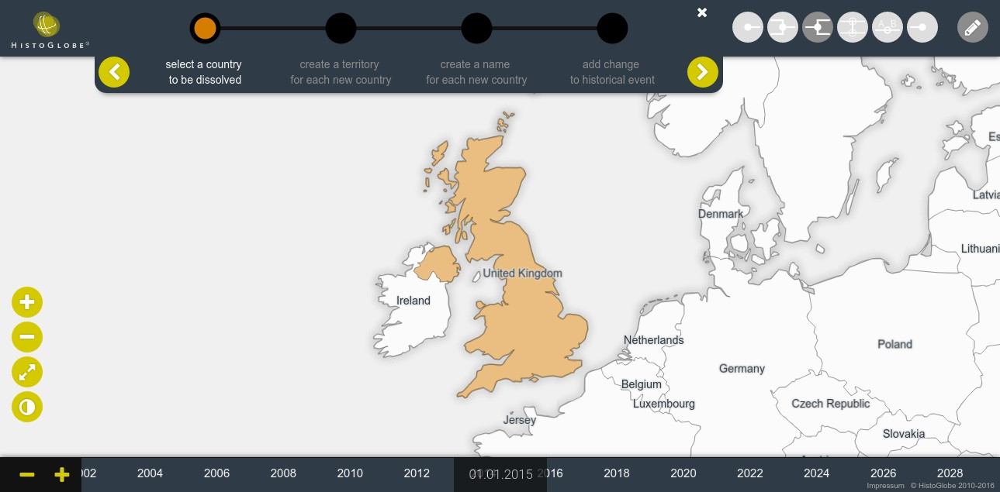 HISTOGLOBE³
select a country
to be dissolved
create a territory
for each new country
create a name
for each new country
add change
to historical event
A B
Es
Latvia
Denmark
Lithuani
United Kingdom
Ireland
Netherlands
Poland
Germany
Belgium
Luxembourg
Czech Republic
Jersey
Slovakia
002 2004 2006 2008 2010 2012 01.01.2015 2016 2018 2020 2022 2024 2026 2028
Impressum © HistoGlobe 2010-2016